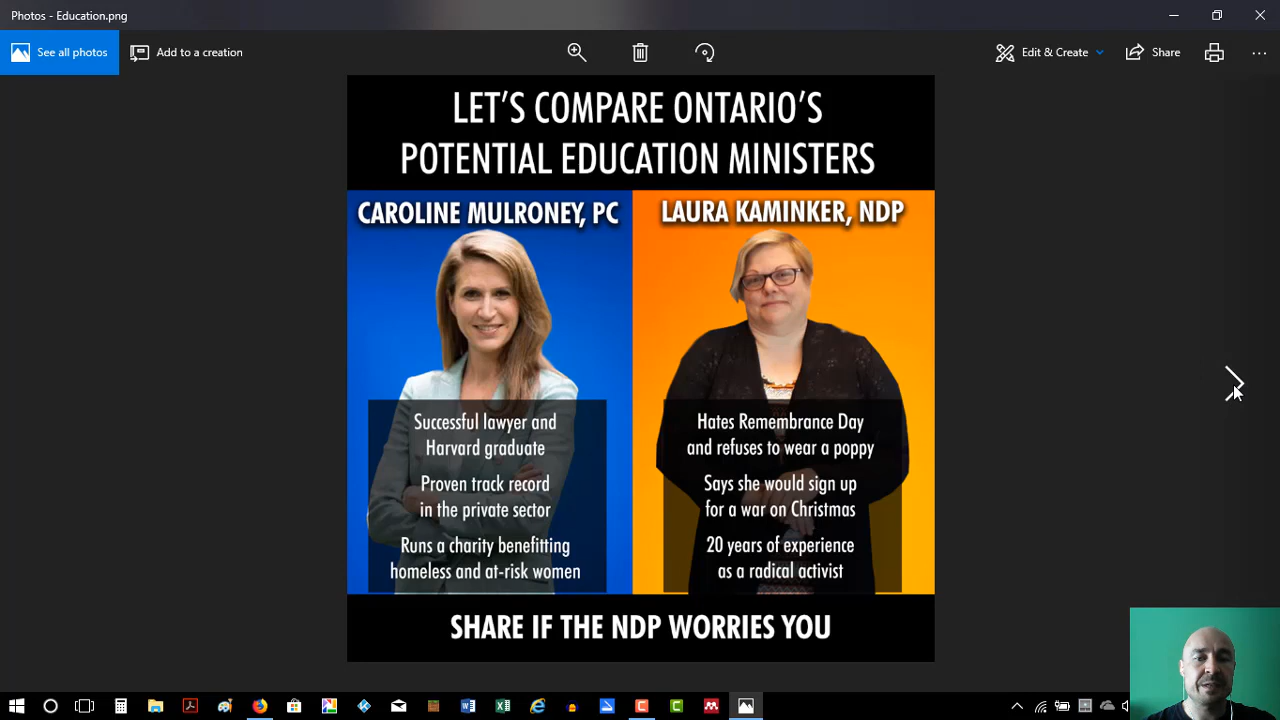 Photos - Education.png
See all photos
Add to a creation
Edit & Create
Share
LET'S COMPARE ONTARIO'S
POTENTIAL EDUCATION MINISTERS
CAROLINE MULRONEY, PC
Successful lawyer and
Harvard graduate
Proven track record
in the private sector
Runs a charity benefitting
homeless and at-risk women
LAURA KAMINKER, NDP
Hates Remembrance Day
and refuses to wear a poppy
Says she would sign up
for a war on Christmas
20 years of experience
as a radical activist
SHARE IF THE NDP WORRIES YOU